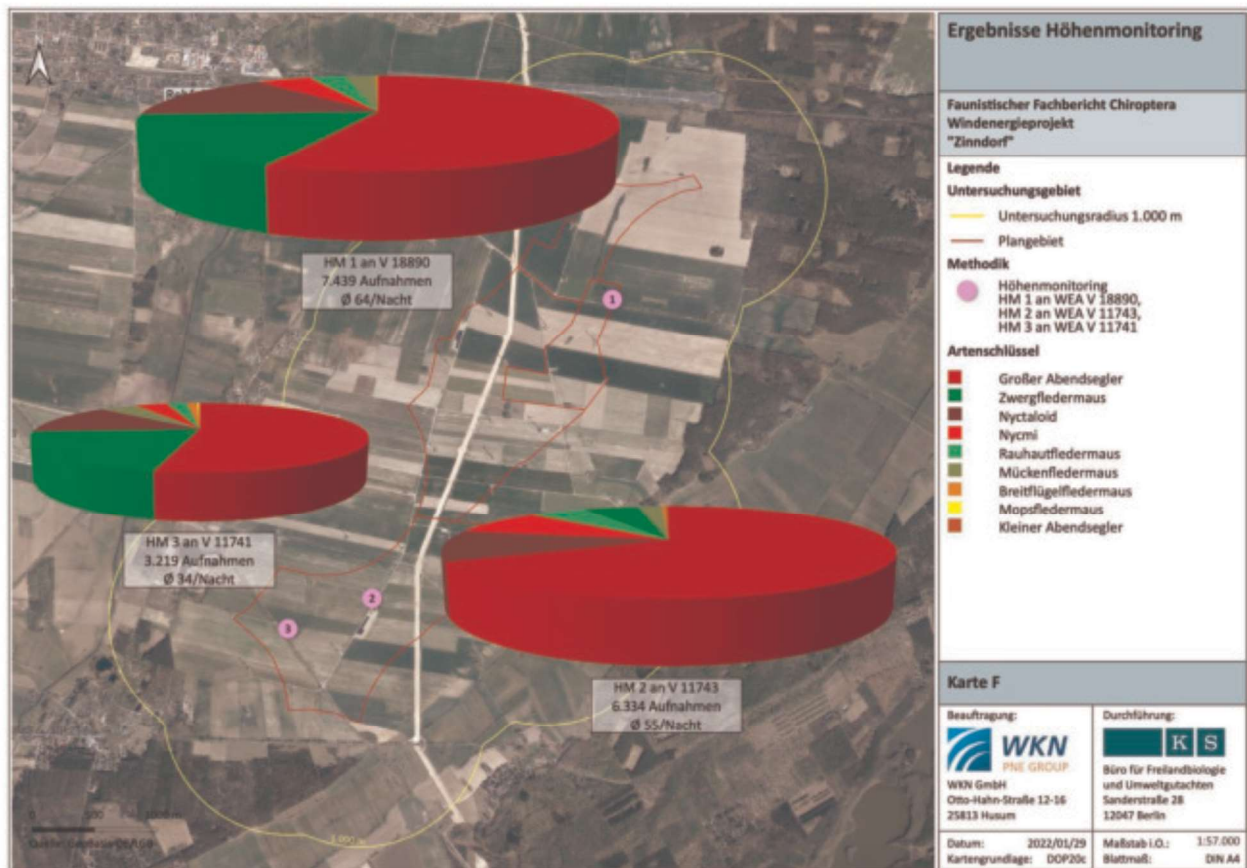 Ergebnisse Höhenmonitoring
Faunistischer Fachbericht Chiroptera
Windenergieprojekt
"Zinndorf"
Legende
Untersuchungsgebiet
Untersuchungsradius 1.000 m
Plangebiet
Methodik
Höhenmonitoring
HM 1 an WEA V 18890,
HM 2 an WEA V 11743,
HM 3 an WEA V 11741
Artenschlüssel
Großer Abendsegler
Zwergfledermaus
Nyctaloid
Nycmi
Rauhautfledermaus
Mückenfledermaus
Breitflügelfledermaus
Mopsfledermaus
Kleiner Abendsegler
Karte F
Beauftragung:
WKN
PNE GROUP
WKN GmbH
Otto-Hahn-Straße 12-16
25813 Husum
Durchführung:
K S
Büro für Freilandbiologie
und Umweltgutachten
Sanderstraße 28
12047 Berlin
Datum: 2022/01/29
Kartengrundlage: DOP20c
Maßstab i.O.: 1:57.000
Blattmaß: DIN A4
N
HM 1 an V 18890
7.439 Aufnahmen
Ø 64/Nacht
1
HM 3 an V 11741
3.219 Aufnahmen
Ø 34/Nacht
2
3
HM 2 an V 11743
6.334 Aufnahmen
Ø 55/Nacht
0 500
1.000 m